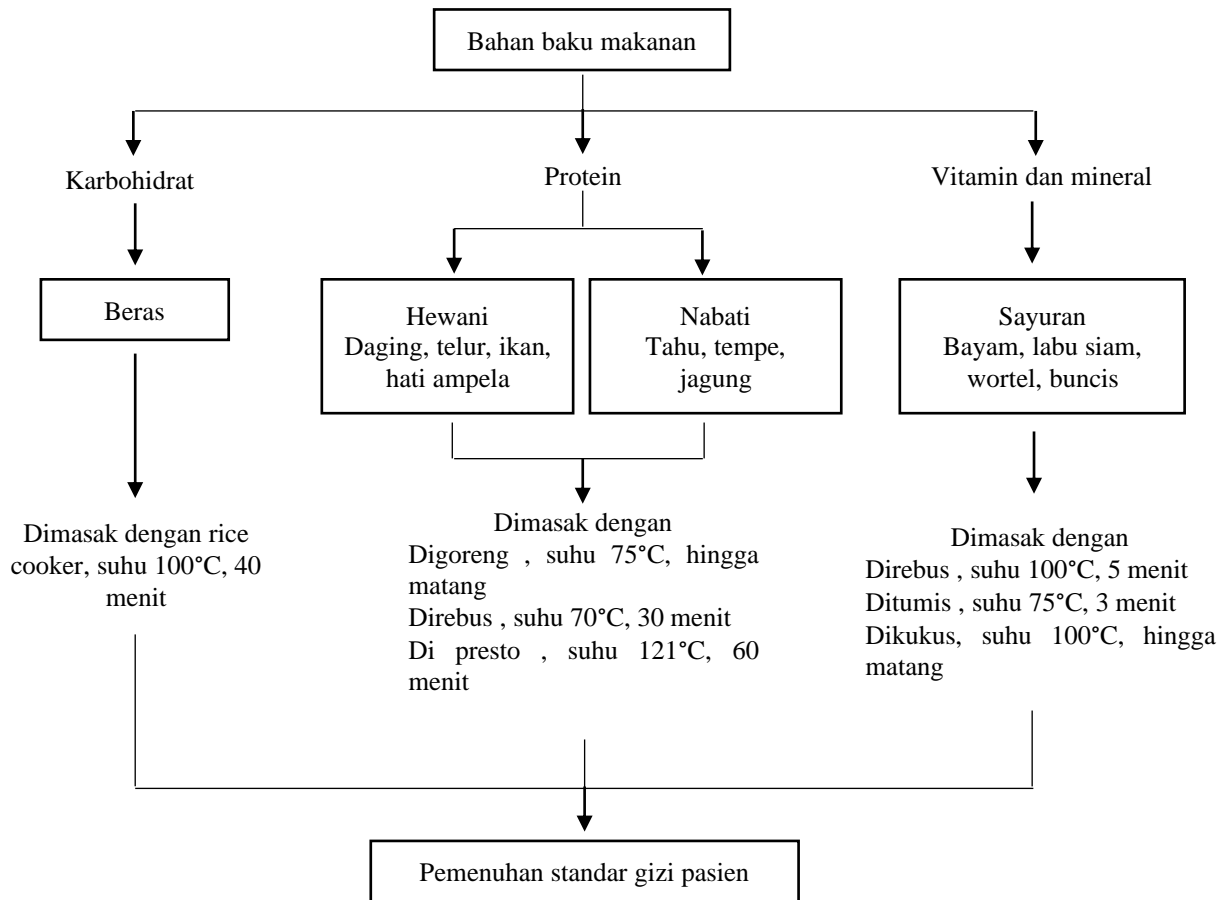 Bahan baku makanan
Karbohidrat
Protein
Vitamin dan mineral
Beras
Hewani
Daging, telur, ikan,
hati ampela
Nabati
Tahu, tempe,
jagung
Sayuran
Bayam, labu siam,
wortel, buncis
Dimasak dengan rice
cooker, suhu 100°C, 40
menit
Dimasak dengan
Digoreng , suhu 75°C, hingga
matang
Direbus , suhu 70°C, 30 menit
Di presto , suhu 121°C, 60
menit
Dimasak dengan
Direbus , suhu 100°C, 5 menit
Ditumis , suhu 75°C, 3 menit
Dikukus, suhu 100°C, hingga
matang
Pemenuhan standar gizi pasien